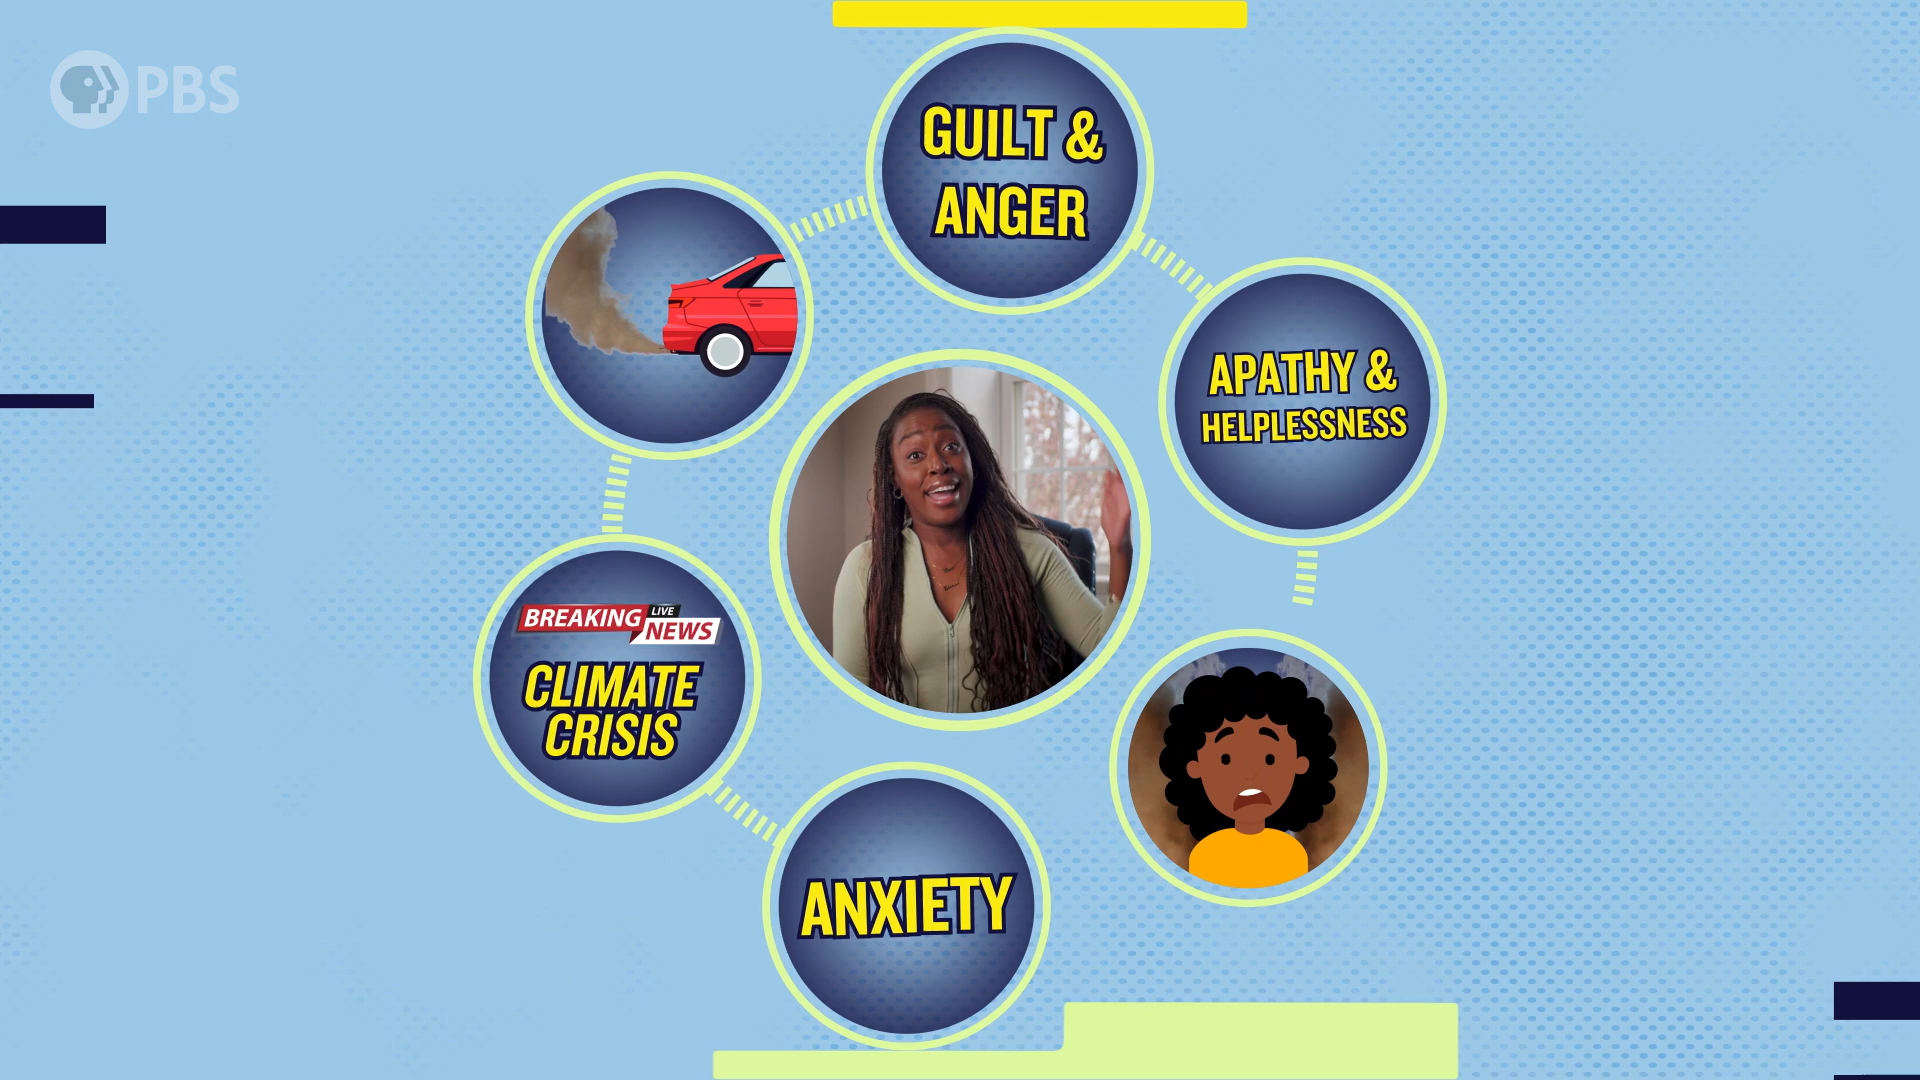 PBS
GUILT &
ANGER
APATHY &
HELPLESSNESS
BREAKING LIVE
NEWS
CLIMATE
CRISIS
ANXIETY